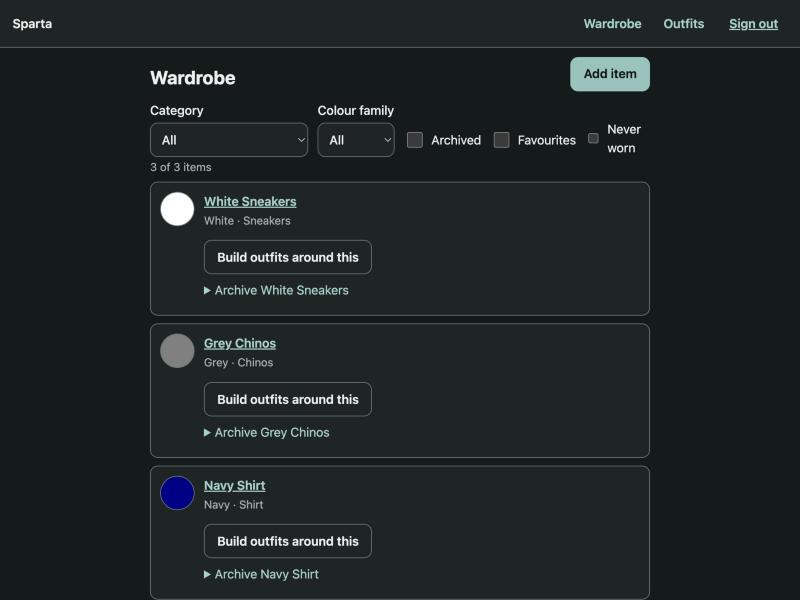 Sparta
Wardrobe
Outfits
Sign out
Wardrobe
Add item
Category
Colour family
All
All
Archived
Favourites
Never
worn
3 of 3 items
White Sneakers
White · Sneakers
Build outfits around this
Archive White Sneakers
Grey Chinos
Grey · Chinos
Build outfits around this
Archive Grey Chinos
Navy Shirt
Navy · Shirt
Build outfits around this
Archive Navy Shirt